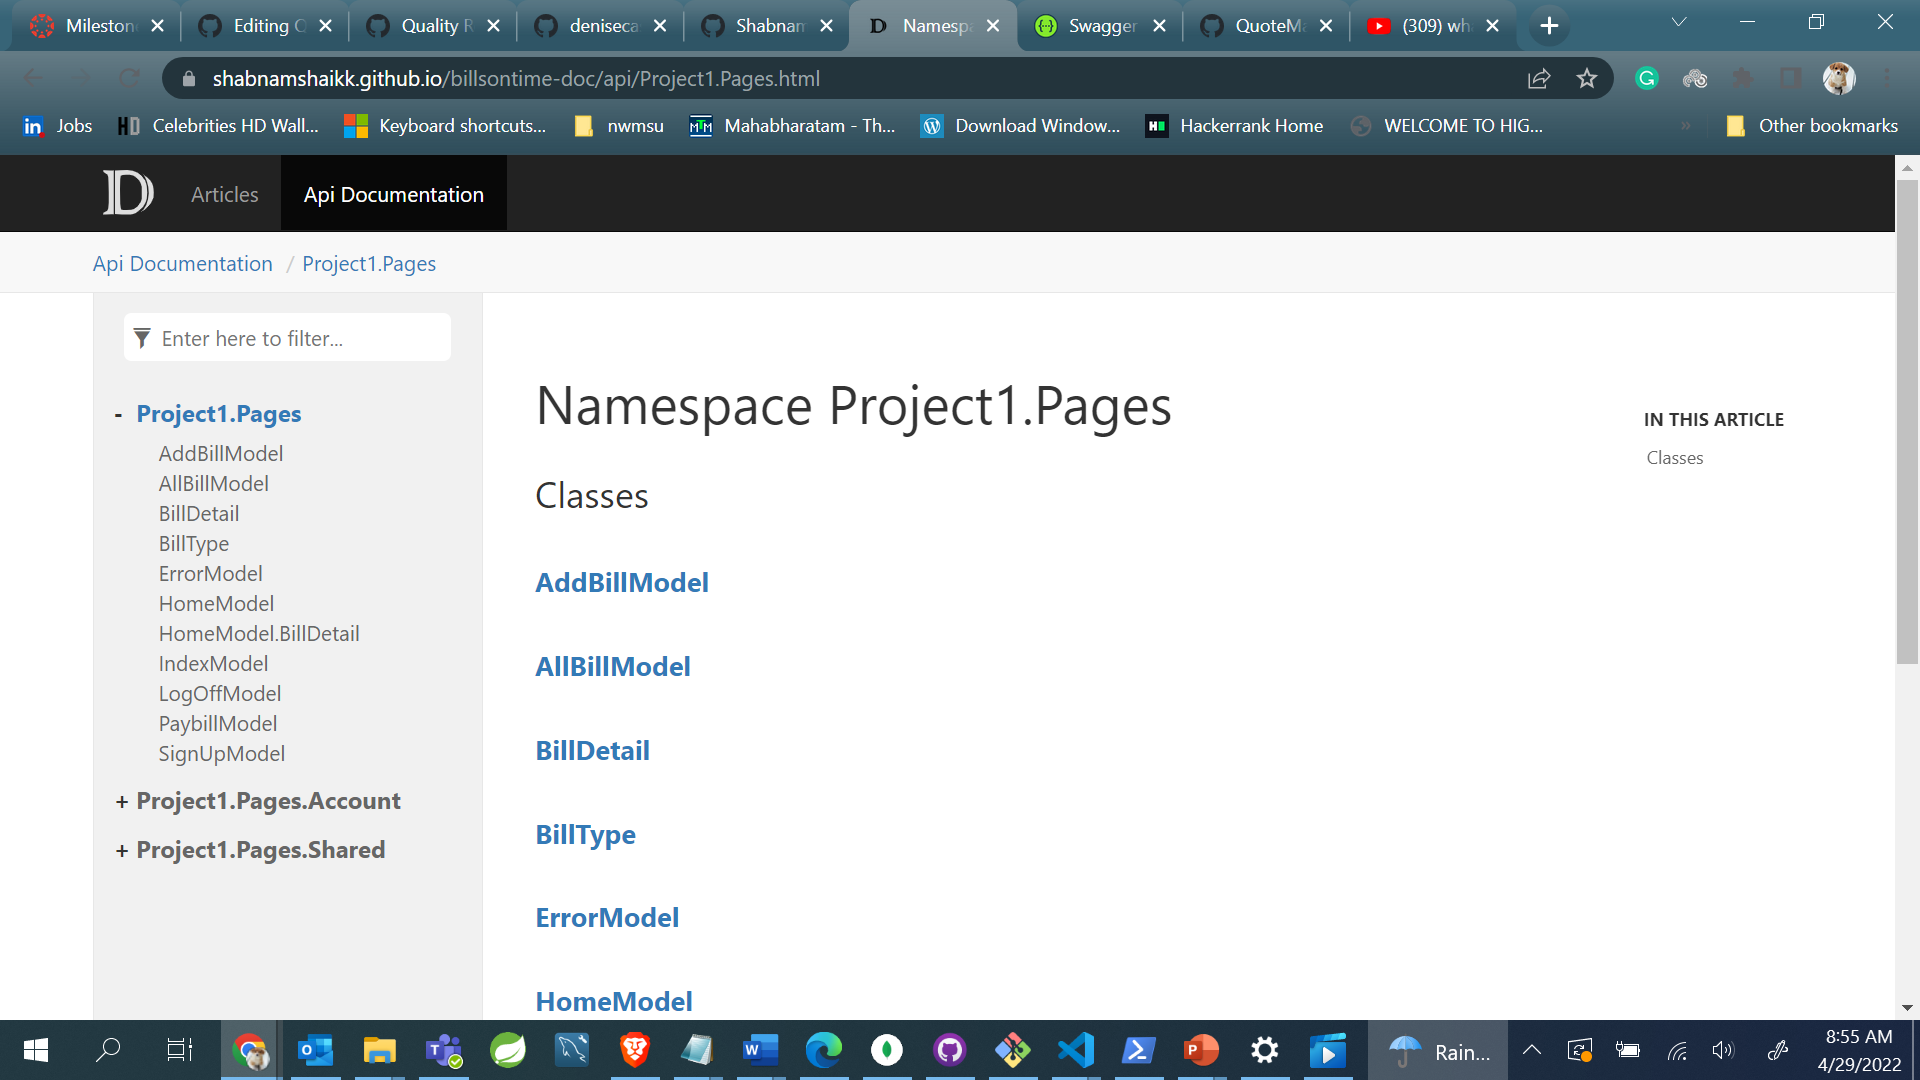 Milestone
Editing Q
Quality R
deniseca
Shabnam
Namespa
Swagger
QuoteMa
(309) wh
shabnamshaikk.github.io/billsontime-doc/api/Project1.Pages.html
Jobs
Celebrities HD Wall...
Keyboard shortcuts...
nwmsu
Mahabharatam - Th...
Download Window...
Hackerrank Home
WELCOME TO HIG...
Other bookmarks
Articles
Api Documentation
Api Documentation / Project1.Pages
Enter here to filter...
- Project1.Pages
AddBillModel
AllBillModel
BillDetail
BillType
ErrorModel
HomeModel
HomeModel.BillDetail
IndexModel
LogOffModel
PaybillModel
SignUpModel
+ Project1.Pages.Account
+ Project1.Pages.Shared
Namespace Project1.Pages
Classes
AddBillModel
AllBillModel
BillDetail
BillType
ErrorModel
HomeModel
IN THIS ARTICLE
Classes
Rain...
8:55 AM
4/29/2022